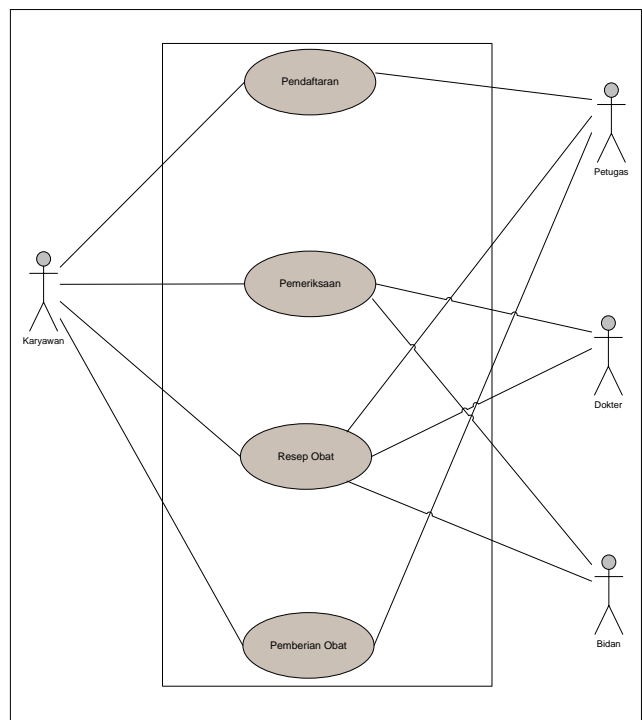 Pendaftaran
Petugas
Pemeriksaan
Karyawan
Dokter
Resep Obat
Bidan
Pemberian Obat